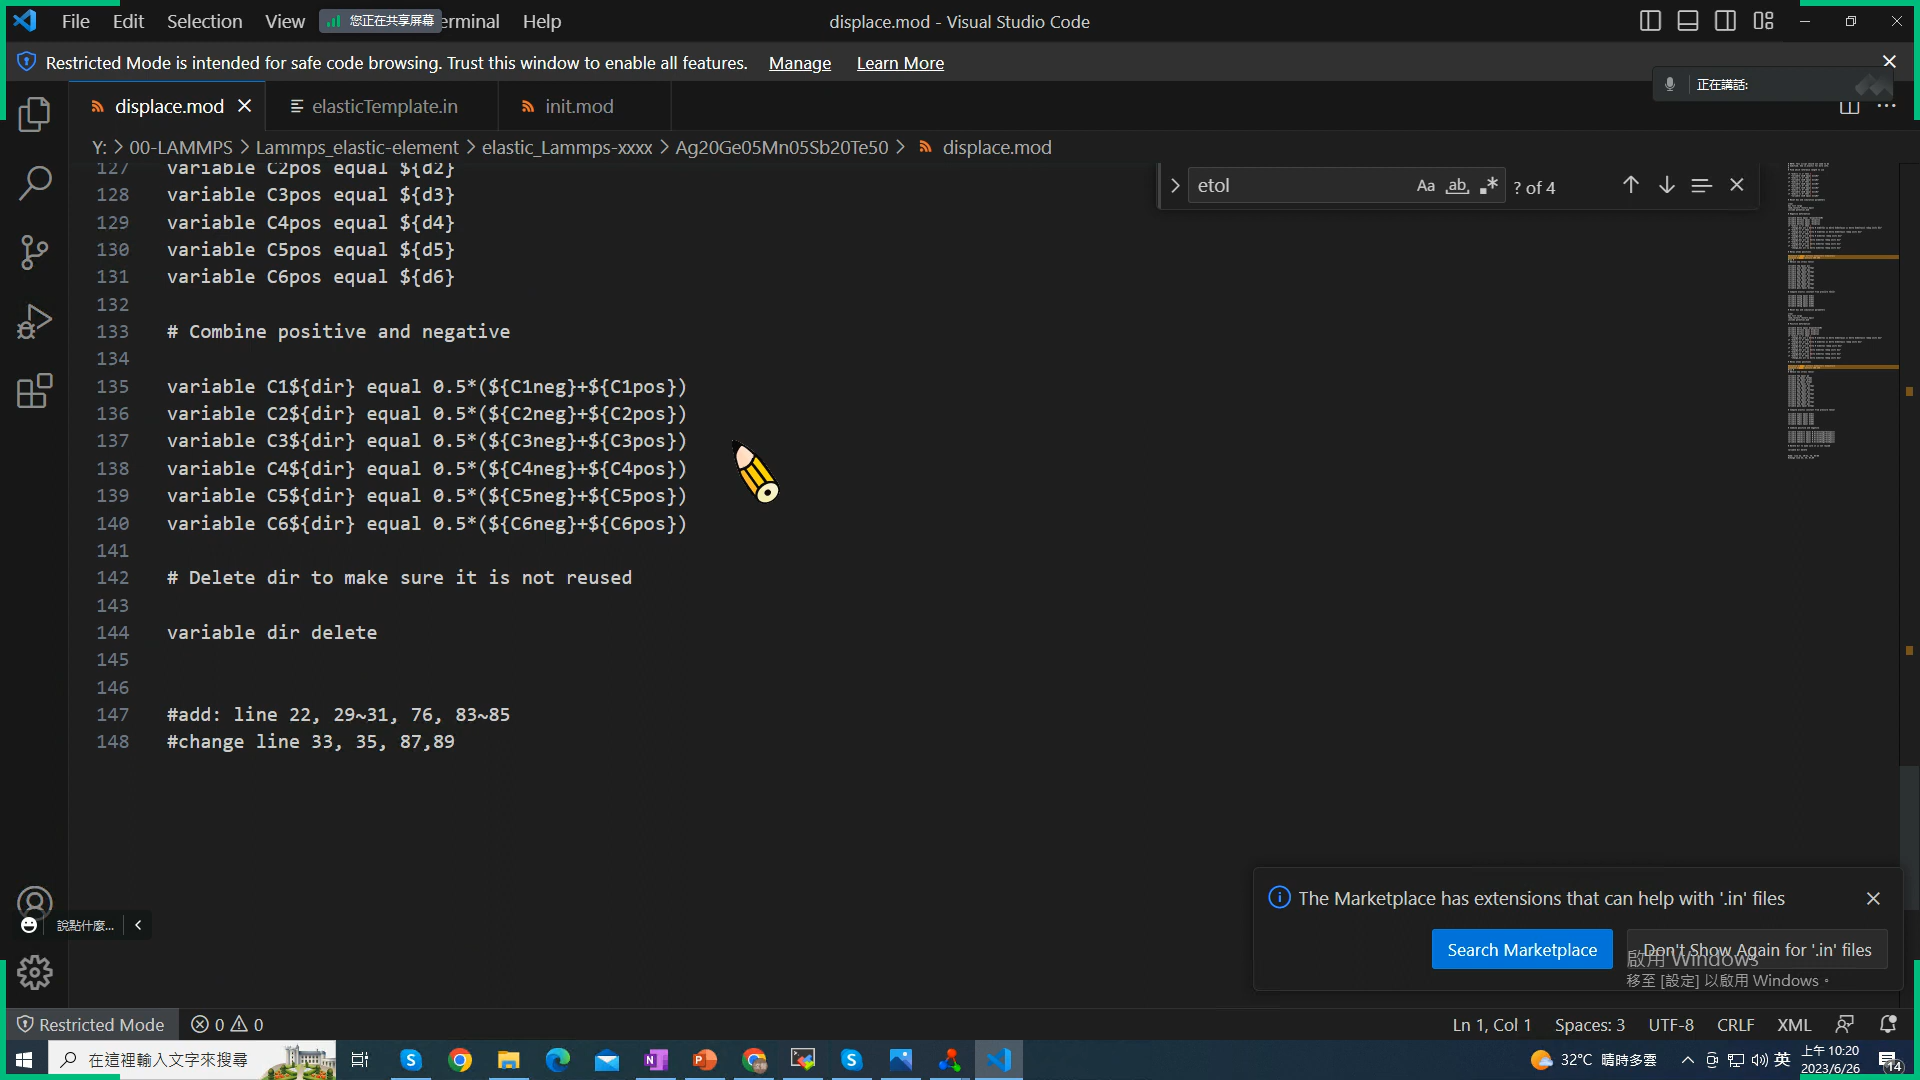 File Edit Selection View 您正在共享屏幕 erminal Help displace.mod - Visual Studio Code
Restricted Mode is intended for safe code browsing. Trust this window to enable all features. Manage Learn More
正在講話:
displace.mod elasticTemplate.in init.mod
Y: > 00-LAMMPS > Lammps_elastic-element > elastic_Lammps-xxxx > Ag20Ge05Mn05Sb20Te50 > displace.mod
etol Aa ab ? of 4
127 variable C2pos equal ${d2}
128 variable C3pos equal ${d3}
129 variable C4pos equal ${d4}
130 variable C5pos equal ${d5}
131 variable C6pos equal ${d6}
132
133 # Combine positive and negative
134
135 variable C1${dir} equal 0.5*(${C1neg}+${C1pos})
136 variable C2${dir} equal 0.5*(${C2neg}+${C2pos})
137 variable C3${dir} equal 0.5*(${C3neg}+${C3pos})
138 variable C4${dir} equal 0.5*(${C4neg}+${C4pos})
139 variable C5${dir} equal 0.5*(${C5neg}+${C5pos})
140 variable C6${dir} equal 0.5*(${C6neg}+${C6pos})
141
142 # Delete dir to make sure it is not reused
143
144 variable dir delete
145
146
147 #add: line 22, 29~31, 76, 83~85
148 #change line 33, 35, 87,89
The Marketplace has extensions that can help with '.in' files
說點什麼...
Search Marketplace Don't Show Again for '.in' files
啟用 Windows
移至 [設定] 以啟用 Windows。
Restricted Mode 0 0 Ln 1, Col 1 Spaces: 3 UTF-8 CRLF XML
在這裡輸入文字來搜尋 32°C 晴時多雲 英 上午 10:20
2023/6/26 14